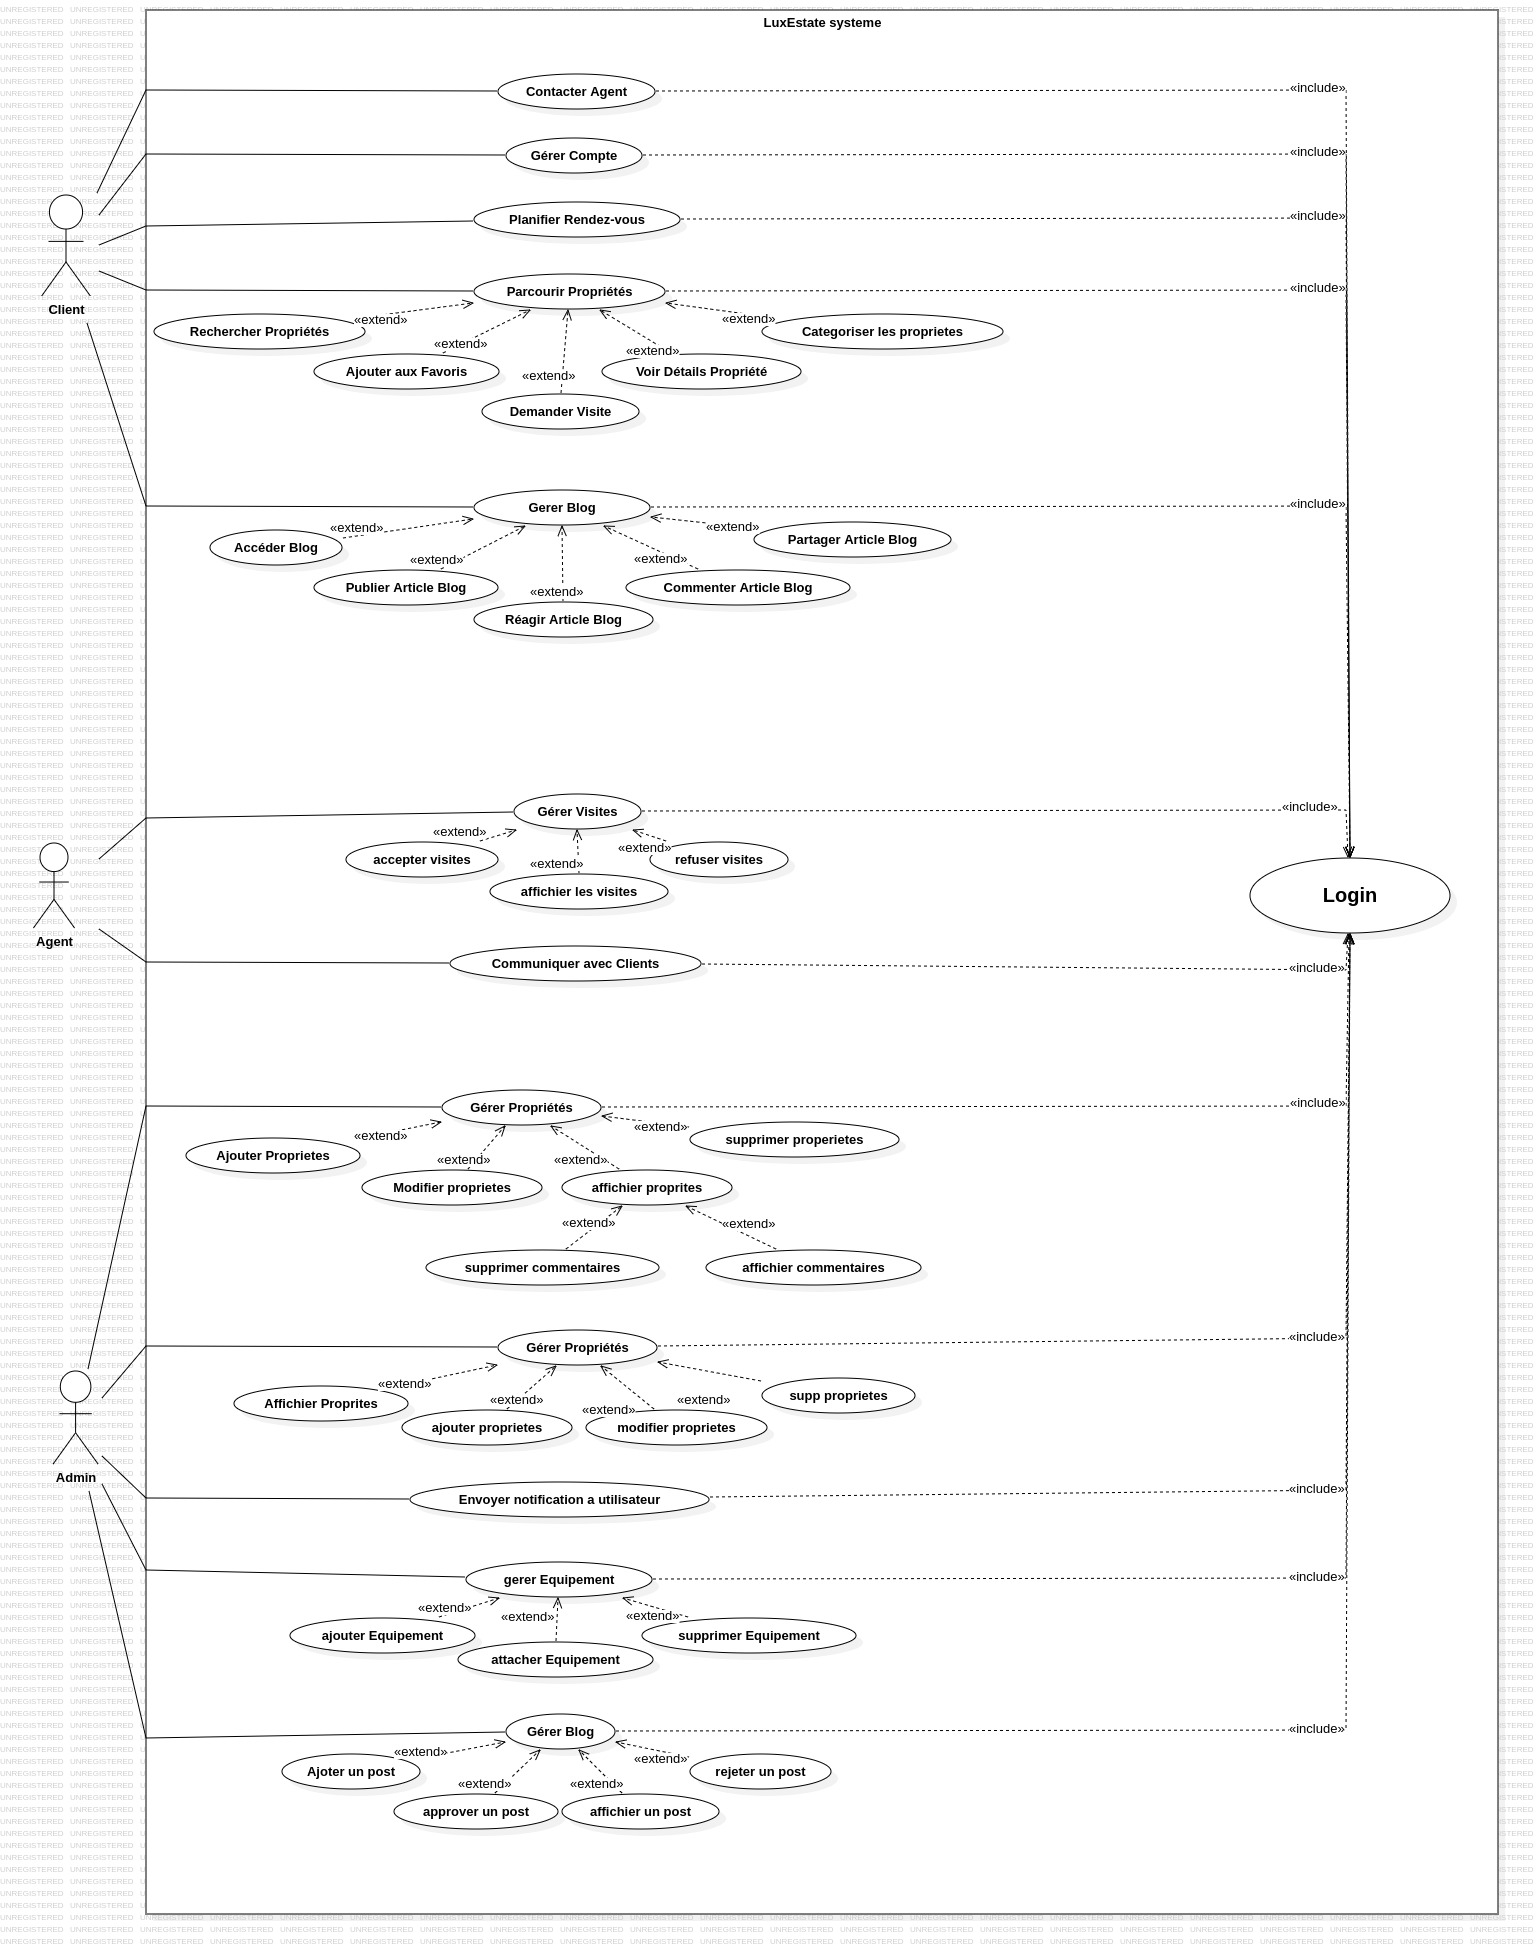 LuxEstate systeme
Contacter Agent
«include»
Gérer Compte
«include»
Planifier Rendez-vous
«include»
Parcourir Propriétés
«include»
Client
Rechercher Propriétés
«extend»
«extend»
Categoriser les proprietes
«extend»
«extend»
Ajouter aux Favoris
«extend»
Voir Détails Propriété
Demander Visite
Gerer Blog
«include»
Accéder Blog
«extend»
«extend»
Partager Article Blog
«extend»
«extend»
Publier Article Blog
«extend»
Commenter Article Blog
Réagir Article Blog
Gérer Visites
«include»
«extend»
«extend»
accepter visites
«extend»
refuser visites
affichier les visites
Login
Agent
Communiquer avec Clients
«include»
Gérer Propriétés
«include»
«extend»
«extend»
supprimer properietes
Ajouter Proprietes
«extend»
«extend»
Modifier proprietes
affichier proprites
«extend»
«extend»
supprimer commentaires
affichier commentaires
Gérer Propriétés
«include»
«extend»
Affichier Proprites
«extend»
«extend»
«extend»
supp proprietes
ajouter proprietes
modifier proprietes
Admin
Envoyer notification a utilisateur
«include»
gerer Equipement
«include»
«extend»
«extend»
«extend»
ajouter Equipement
attacher Equipement
supprimer Equipement
Gérer Blog
«include»
«extend»
«extend»
Ajoter un post
«extend»
«extend»
rejeter un post
approver un post
affichier un post